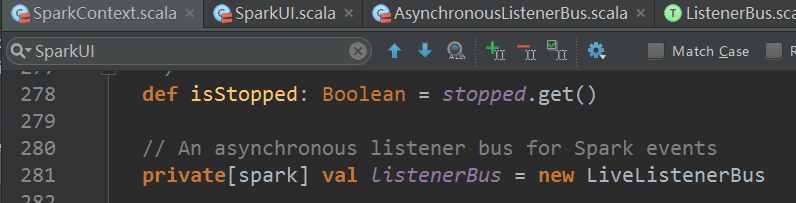 SparkContext.scala × SparkUI.scala × AsynchronousListenerBus.scala × T ListenerBus.sca
SparkUI Match Case
278 def isStopped: Boolean = stopped.get()
279
280 // An asynchronous listener bus for Spark events
281 private[spark] val listenerBus = new LiveListenerBus